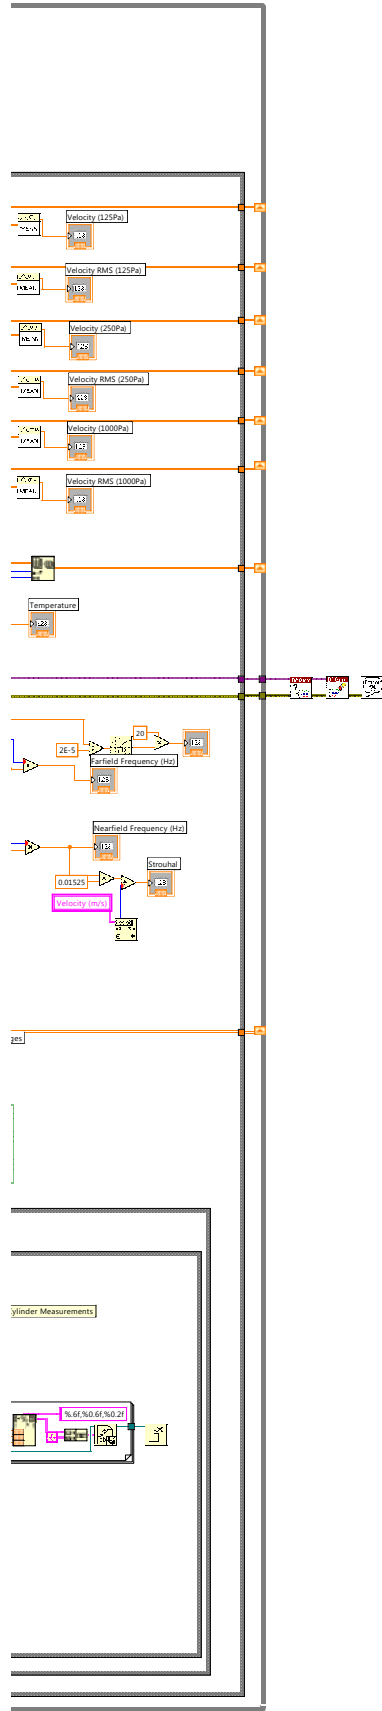 Velocity (125Pa)
Velocity RMS (125Pa)
Velocity (250Pa)
Velocity RMS (250Pa)
Velocity (1000Pa)
Velocity RMS (1000Pa)
Temperature
20
2E-5
Farfield Frequency (Hz)
Nearfield Frequency (Hz)
Strouhal
0.01525
Velocity (m/s)
ges
ylinder Measurements
%.6f,%0.6f,%0.2f